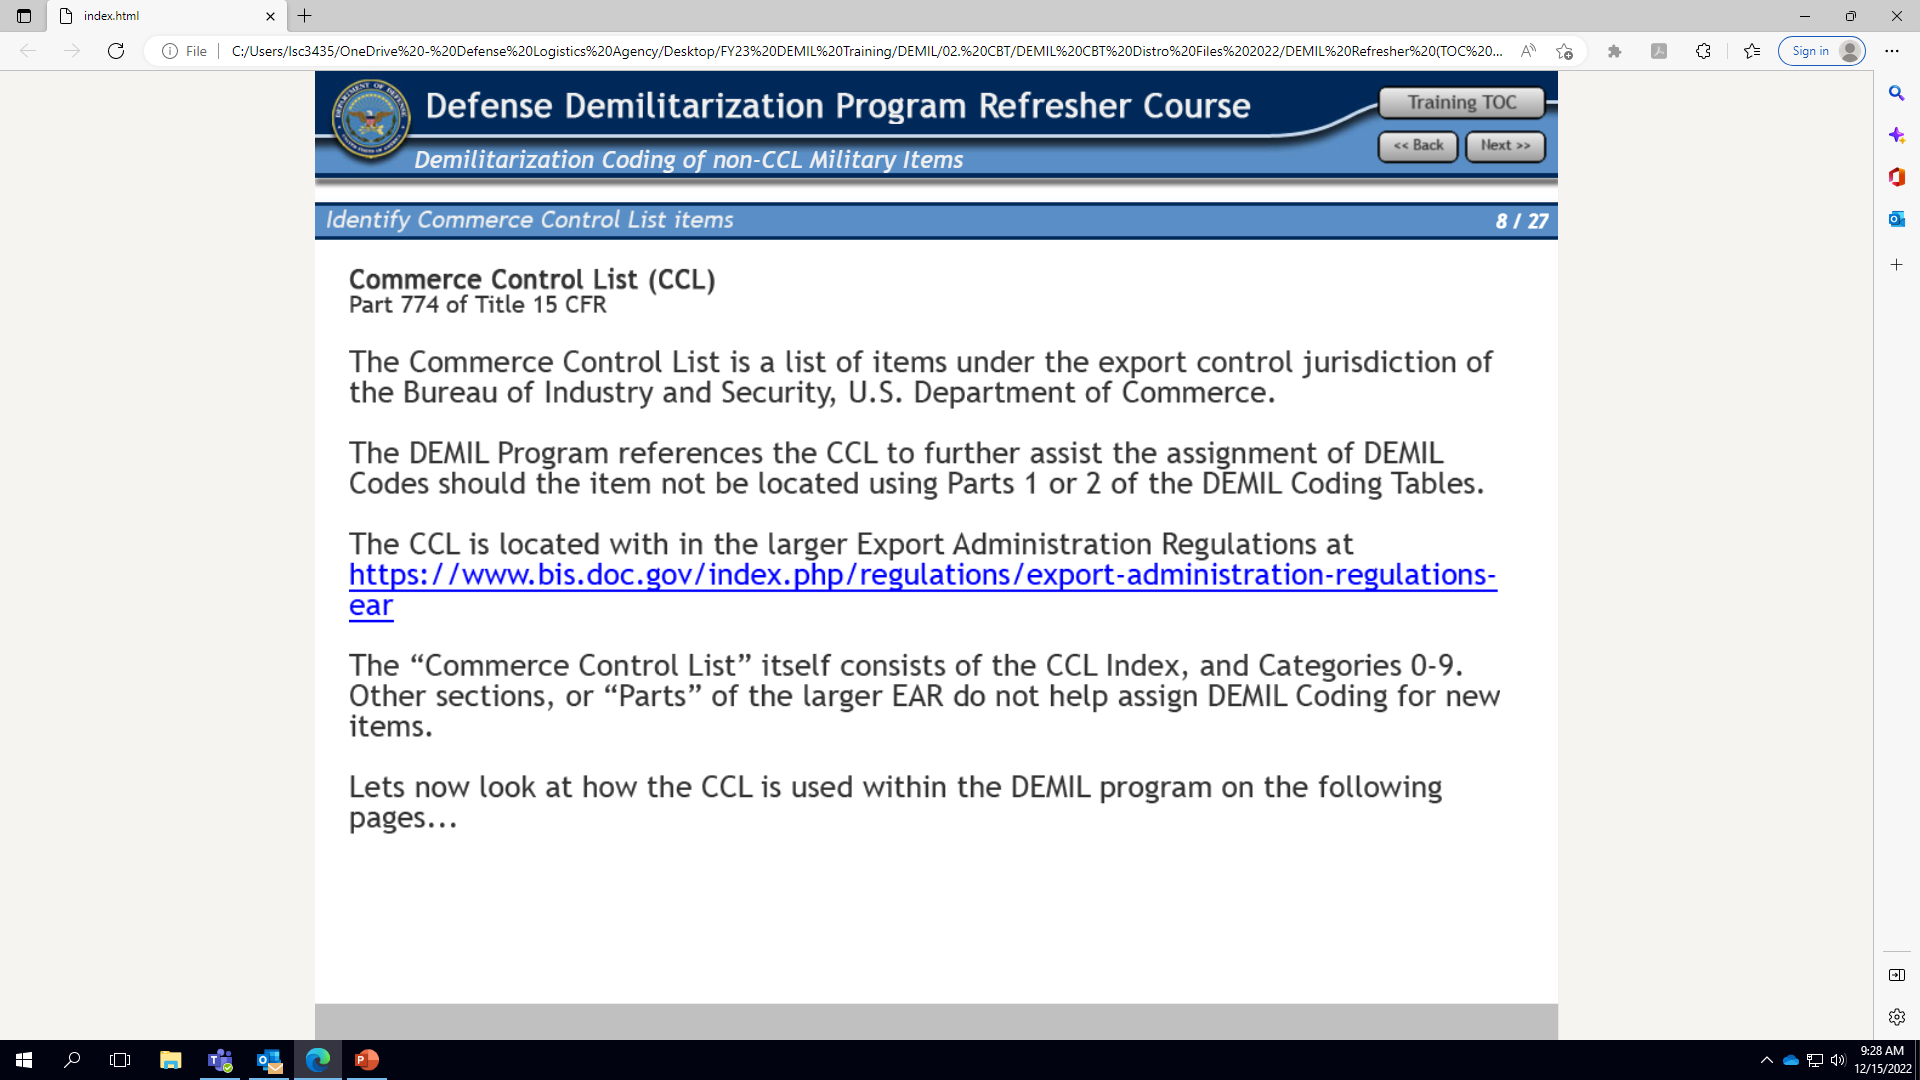 index.html
File
C:/Users/lsc3435/OneDrive%20-%20Defense%20Logistics%20Agency/Desktop/FY23%20DEMIL%20Training/DEMIL/02.%20CBT/DEMIL%20CBT%20Distro%20Files%202022/DEMIL%20Refresher%20(TOC%20...
Sign in
Defense Demilitarization Program Refresher Course
Training TOC
<< Back
Next >>
Demilitarization Coding of non-CCL Military Items
Identify Commerce Control List items
8 / 27
Commerce Control List (CCL)
Part 774 of Title 15 CFR
The Commerce Control List is a list of items under the export control jurisdiction of
the Bureau of Industry and Security, U.S. Department of Commerce.
The DEMIL Program references the CCL to further assist the assignment of DEMIL
Codes should the item not be located using Parts 1 or 2 of the DEMIL Coding Tables.
The CCL is located with in the larger Export Administration Regulations at
https://www.bis.doc.gov/index.php/regulations/export-administration-regulations-
ear
The “Commerce Control List” itself consists of the CCL Index, and Categories 0-9.
Other sections, or “Parts” of the larger EAR do not help assign DEMIL Coding for new
items.
Lets now look at how the CCL is used within the DEMIL program on the following
pages...
9:28 AM
12/15/2022